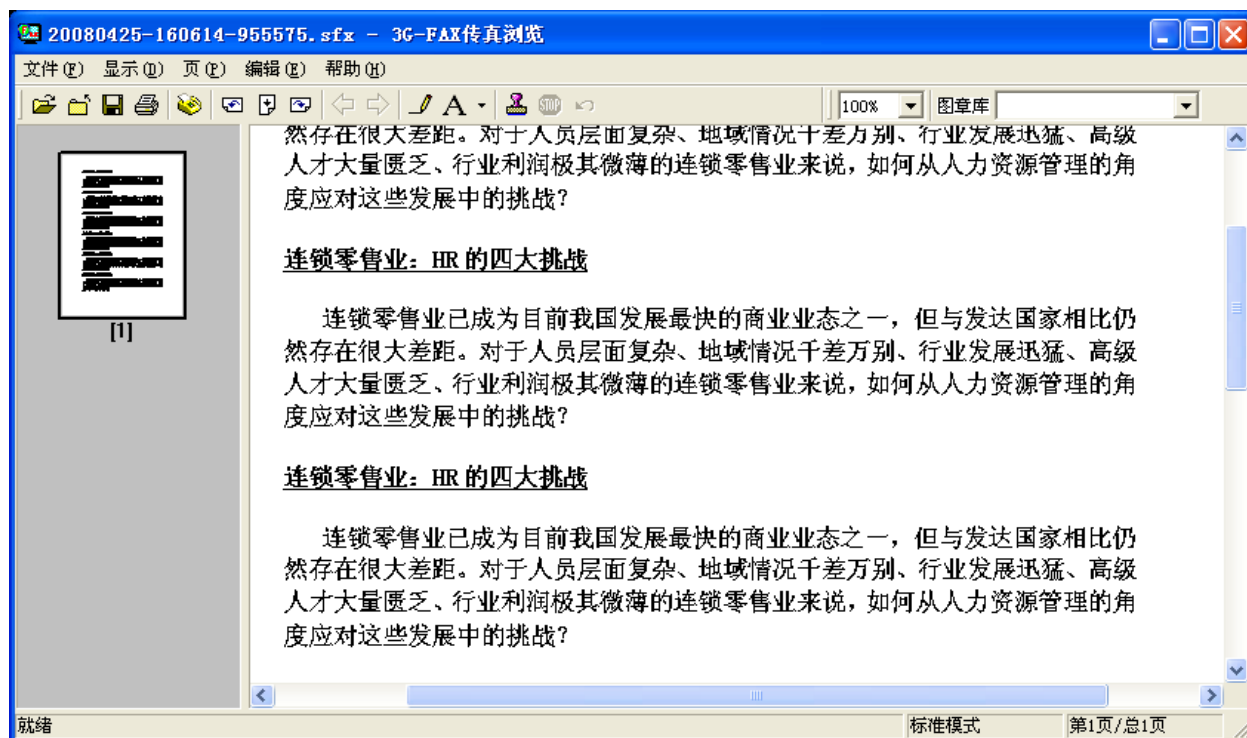 20080425-160614-955575.sfx - 3G-FAX传真浏览
文件(F) 显示(D) 页(P) 编辑(E) 帮助(H)
A STOP 100% 图章库
然存在很大差距。对于人员层面复杂、地域情况千差万别、行业发展迅猛、高级
人才大量匮乏、行业利润极其微薄的连锁零售业来说，如何从人力资源管理的角
度应对这些发展中的挑战?
连锁零售业：HR 的四大挑战
连锁零售业已成为目前我国发展最快的商业业态之一，但与发达国家相比仍
然存在很大差距。对于人员层面复杂、地域情况千差万别、行业发展迅猛、高级
人才大量匮乏、行业利润极其微薄的连锁零售业来说，如何从人力资源管理的角
度应对这些发展中的挑战?
连锁零售业：HR 的四大挑战
连锁零售业已成为目前我国发展最快的商业业态之一，但与发达国家相比仍
然存在很大差距。对于人员层面复杂、地域情况千差万别、行业发展迅猛、高级
人才大量匮乏、行业利润极其微薄的连锁零售业来说，如何从人力资源管理的角
度应对这些发展中的挑战?
[1]
就绪 标准模式 第1页/总1页